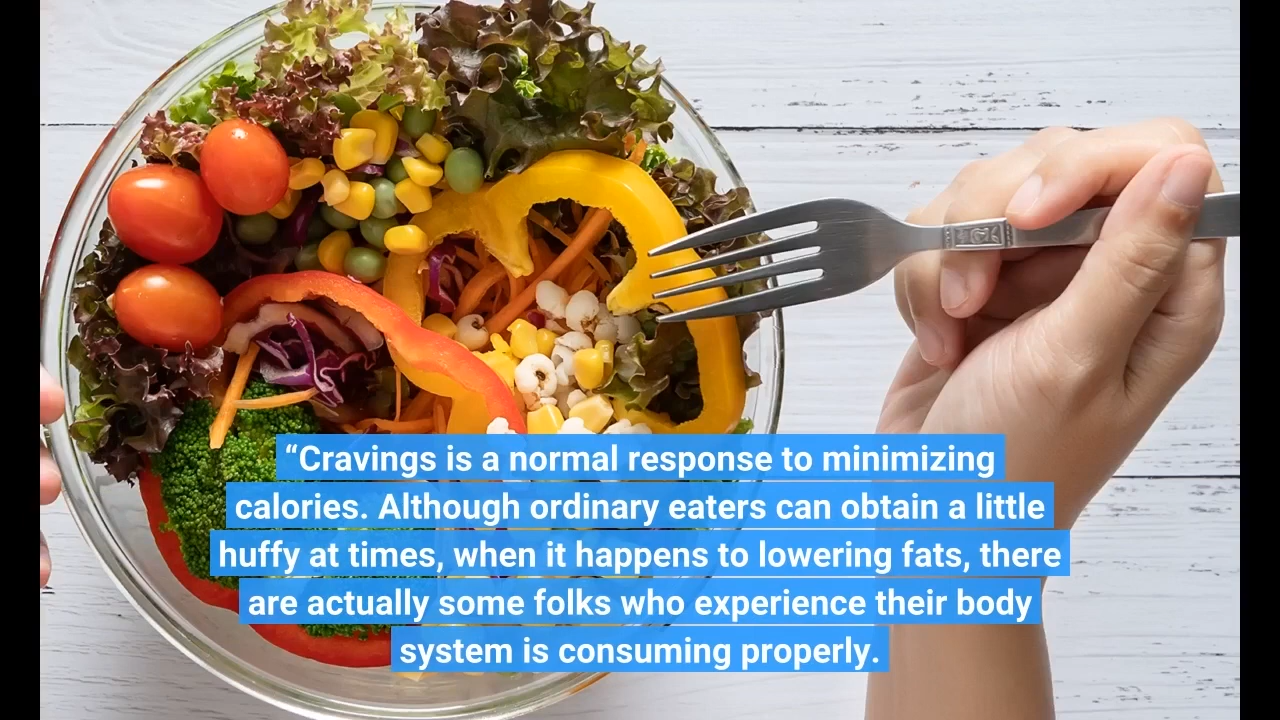 “Cravings is a normal response to minimizing
calories. Although ordinary eaters can obtain a little
huffy at times, when it happens to lowering fats, there
are actually some folks who experience their body
system is consuming properly.